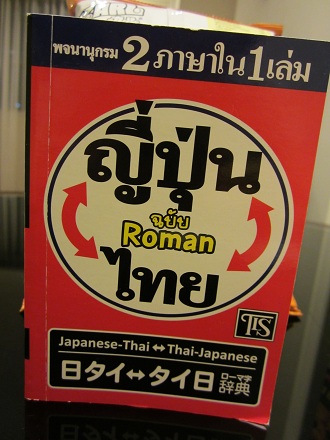 พจนานุกรม 2 ภาษาใน 1 เล่ม
ญี่ปุ่น
ฉบับ
Roman
ไทย
TIS
Japanese-Thai ↔ Thai-Japanese
日タイ↔タイ日 ローマ字 辞典